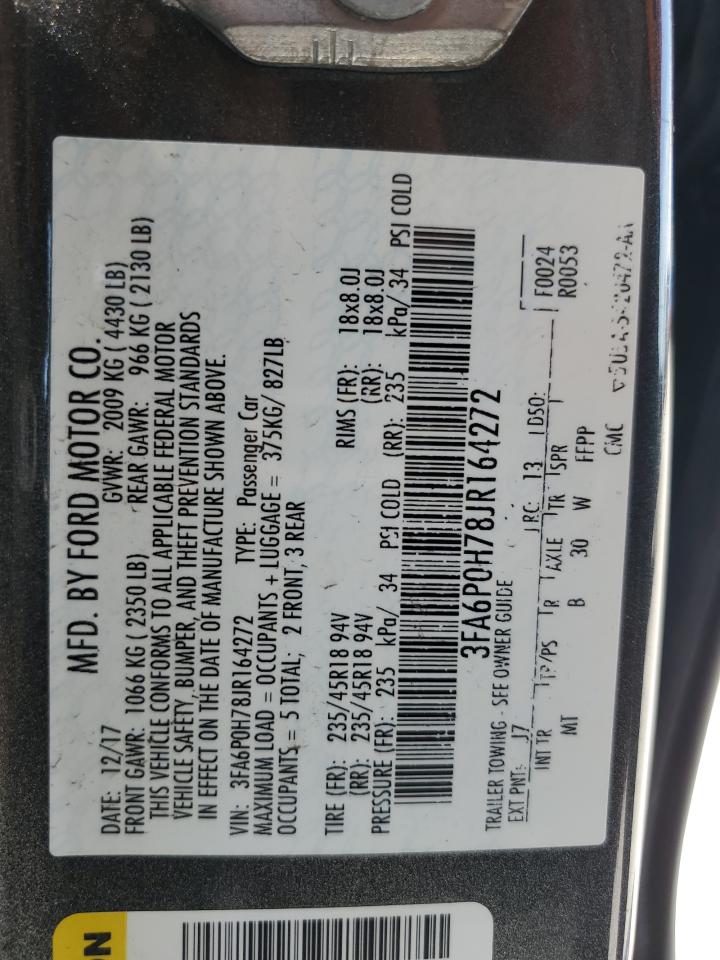 MFD. BY FORD MOTOR CO.
DATE: 12/17 GVWR: 2009 KG ( 4430 LB)
FRONT GAWR: 1066 KG ( 2350 LB) REAR GAWR: 966 KG ( 2130 LB)
THIS VEHICLE CONFORMS TO ALL APPLICABLE FEDERAL MOTOR
VEHICLE SAFETY, BUMPER, AND THEFT PREVENTION STANDARDS
IN EFFECT ON THE DATE OF MANUFACTURE SHOWN ABOVE.
VIN: 3FA6P0H78JR164272 TYPE: Passenger Car
MAXIMUM LOAD = OCCUPANTS + LUGGAGE = 375KG/ 827LB
OCCUPANTS = 5 TOTAL; 2 FRONT, 3 REAR
TIRE (FR): 235/45R18 94V RIMS (FR): 18x8.0J
(RR): 235/45R18 94V (RR): 18x8.0J
PRESSURE (FR): 235 kPa/ 34 PSI COLD (RR): 235 kPa/ 34 PSI COLD
3FA6P0H78JR164272
TRAILER TOWING - SEE OWNER GUIDE
EXT PNT: J7 RC: 13 DSO: F0024
INT TR TP/PS R AXLE TR SPR R0053
MT B 30 W FFPP
CMC